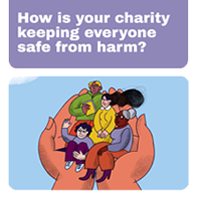 How is your charity
keeping everyone
safe from harm?